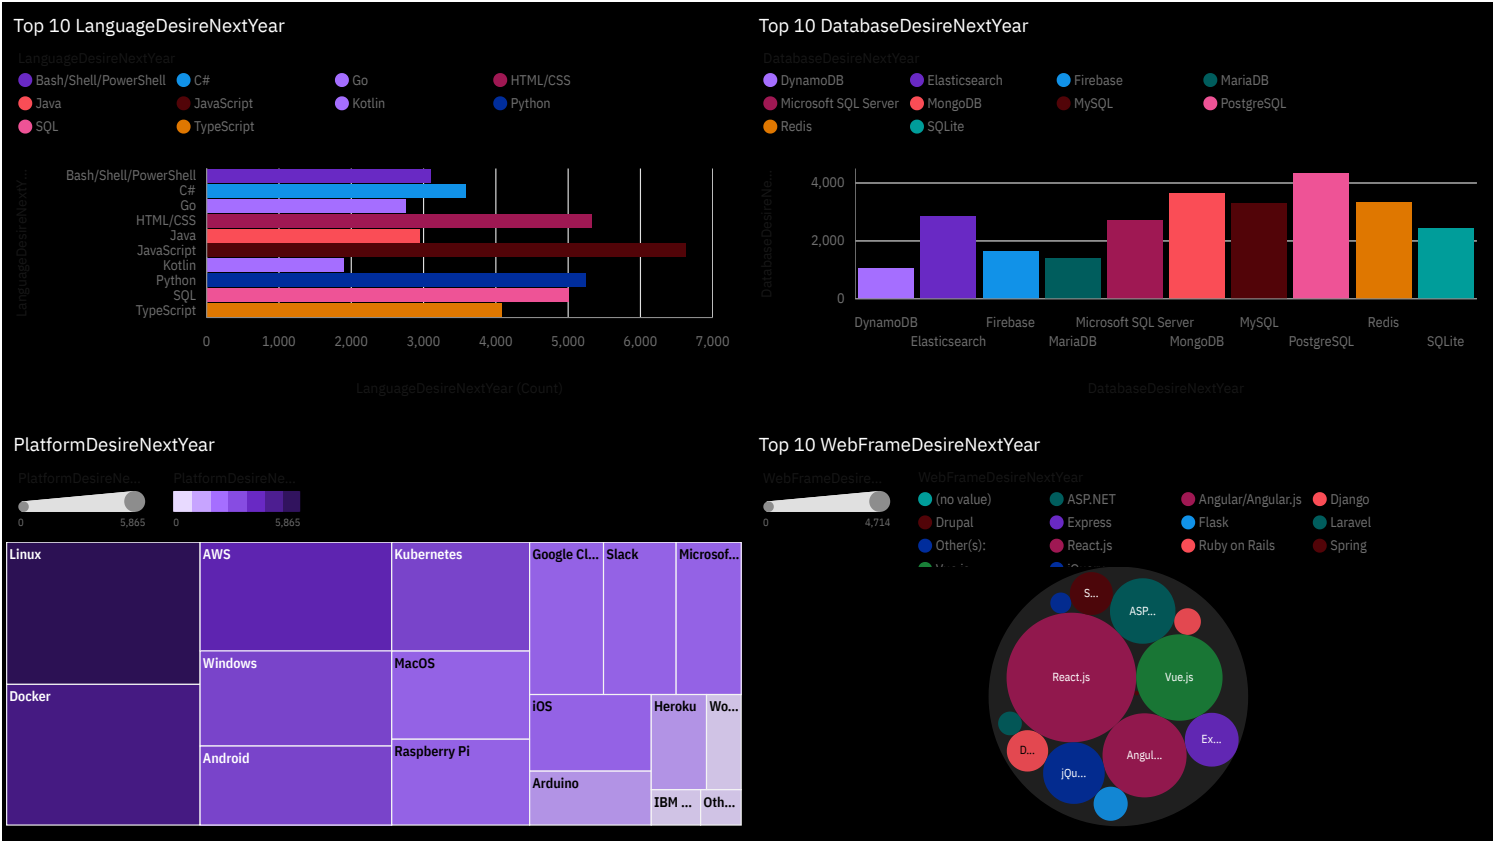 Top 10 LanguageDesireNextYear
LanguageDesireNextYear
Bash/Shell/PowerShell C# Go HTML/CSS
Java JavaScript Kotlin Python
SQL TypeScript
LanguageDesireNextY...
Bash/Shell/PowerShell
C#
Go
HTML/CSS
Java
JavaScript
Kotlin
Python
SQL
TypeScript
0 1,000 2,000 3,000 4,000 5,000 6,000 7,000
LanguageDesireNextYear (Count)
Top 10 DatabaseDesireNextYear
DatabaseDesireNextYear
DynamoDB Elasticsearch Firebase MariaDB
Microsoft SQL Server MongoDB MySQL PostgreSQL
Redis SQLite
DatabaseDesireNe...
4,000
2,000
0
DynamoDB Firebase Microsoft SQL Server MySQL Redis
Elasticsearch MariaDB MongoDB PostgreSQL SQLite
DatabaseDesireNextYear
PlatformDesireNextYear
PlatformDesireNe... PlatformDesireNe...
0 5,865 0 5,865
Linux
Docker
AWS
Windows
Android
Kubernetes
MacOS
Raspberry Pi
Google Cl...
Slack
Microsof...
iOS
Arduino
Heroku
Wo...
IBM ...
Oth...
Top 10 WebFrameDesireNextYear
WebFrameDesire... WebFrameDesireNextYear
0 4,714
(no value) ASP.NET Angular/Angular.js Django
Drupal Express Flask Laravel
Other(s): React.js Ruby on Rails Spring
S...
ASP...
React.js
Vue.js
Ex...
D...
Angul...
jQu...